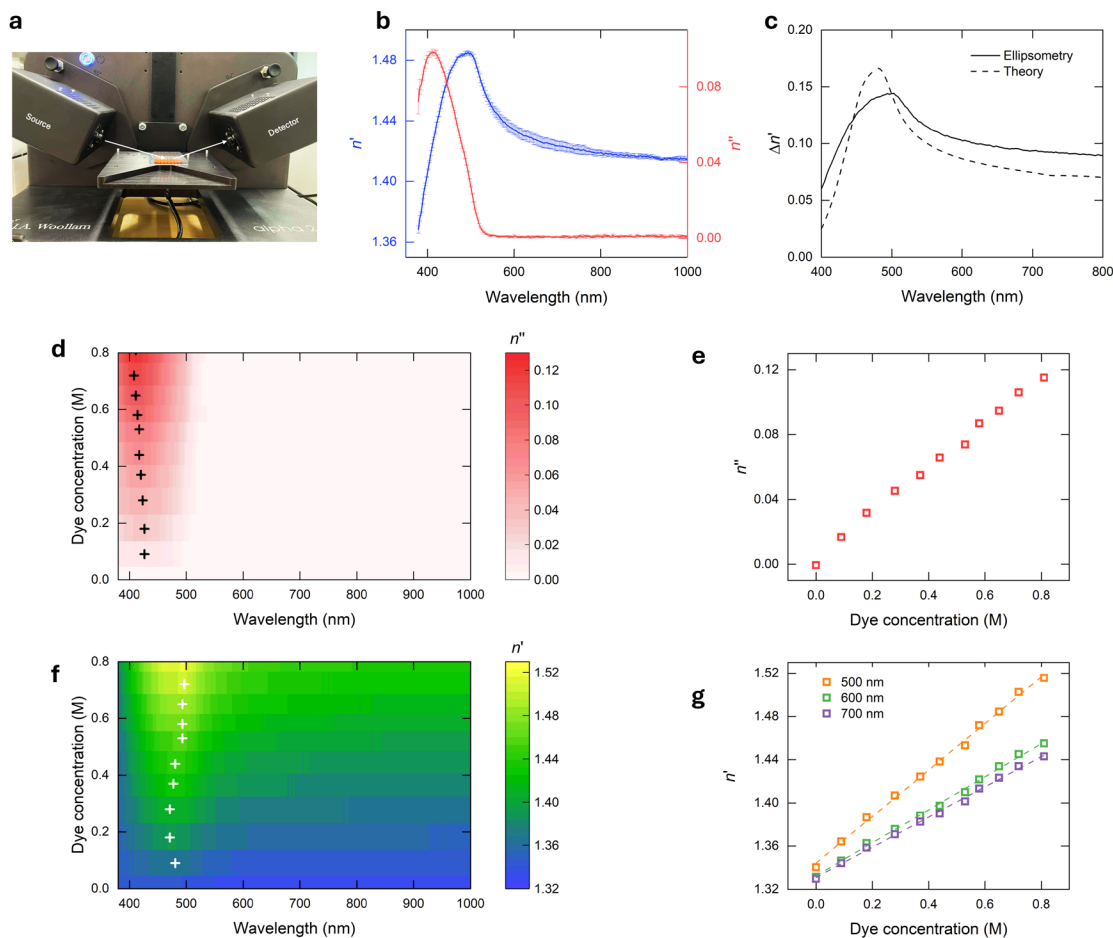 a
Source
Detector
J.A. Woollam
alpha 2
b
n'
1.48
1.44
1.40
1.36
n''
0.08
0.04
0.00
400
600
800
1000
Wavelength (nm)
c
Δn'
0.20
0.15
0.10
0.05
0.00
Ellipsometry
Theory
400
500
600
700
800
Wavelength (nm)
d
Dye concentration (M)
0.8
0.6
0.4
0.2
0.0
400
500
600
700
800
900
1000
Wavelength (nm)
n''
0.12
0.10
0.08
0.06
0.04
0.02
0.00
e
n''
0.12
0.08
0.04
0.00
0.0
0.2
0.4
0.6
0.8
Dye concentration (M)
f
Dye concentration (M)
0.8
0.6
0.4
0.2
0.0
400
500
600
700
800
900
1000
Wavelength (nm)
n'
1.52
1.48
1.44
1.40
1.36
1.32
g
n'
1.52
1.48
1.44
1.40
1.36
1.32
500 nm
600 nm
700 nm
0.0
0.2
0.4
0.6
0.8
Dye concentration (M)